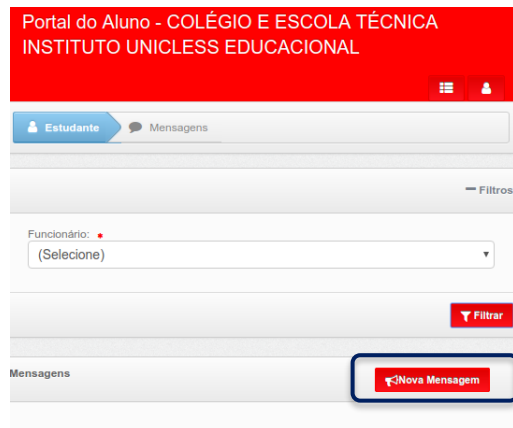 Portal do Aluno - COLÉGIO E ESCOLA TÉCNICA
INSTITUTO UNICLESS EDUCACIONAL
Estudante Mensagens
Filtros
Funcionário: *
(Selecione)
Filtrar
Mensagens Nova Mensagem